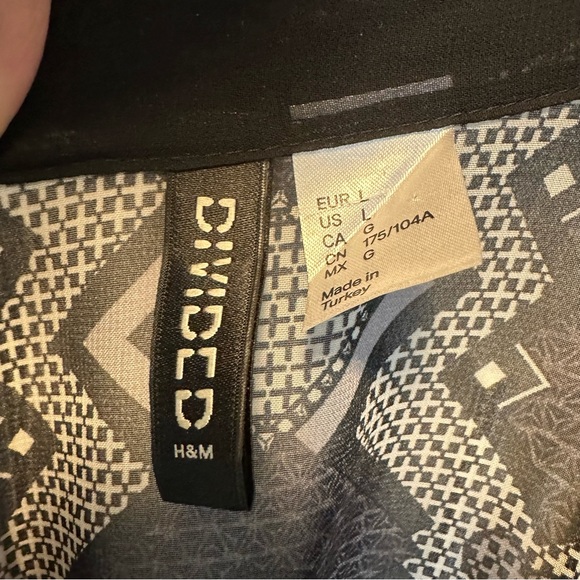 DIVIDED
H&M
EUR L
US L
CA G
CN 175/104A
MX G
Made in
Turkey